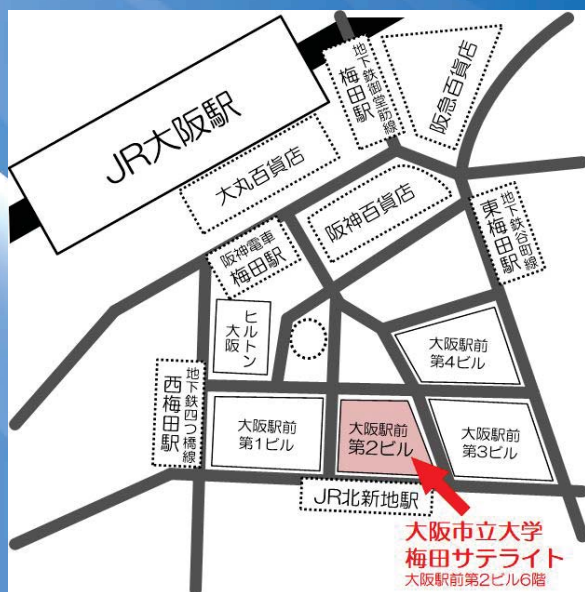 JR大阪駅
大丸百貨店
地下鉄御堂筋線
梅田駅
阪急百貨店
阪神百貨店
阪神電車
梅田駅
地下鉄谷町線
東梅田駅
ヒルトン
大阪
大阪駅前
第4ビル
地下鉄四つ橋線
西梅田駅
大阪駅前
第1ビル
大阪駅前
第2ビル
大阪駅前
第3ビル
JR北新地駅
大阪市立大学
梅田サテライト
大阪駅前第2ビル6階